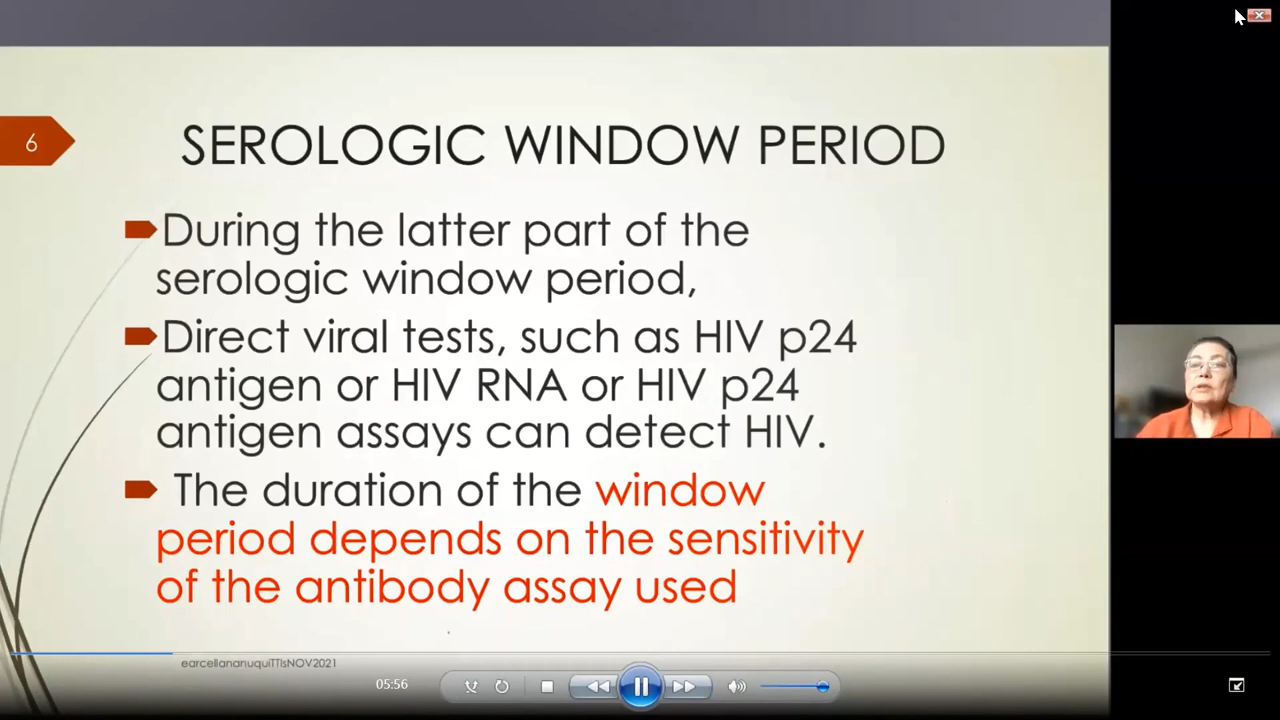 6
SEROLOGIC WINDOW PERIOD
During the latter part of the
serologic window period,
Direct viral tests, such as HIV p24
antigen or HIV RNA or HIV p24
antigen assays can detect HIV.
The duration of the window
period depends on the sensitivity
of the antibody assay used
earcellananuquiTTIsNOV2021
05:56